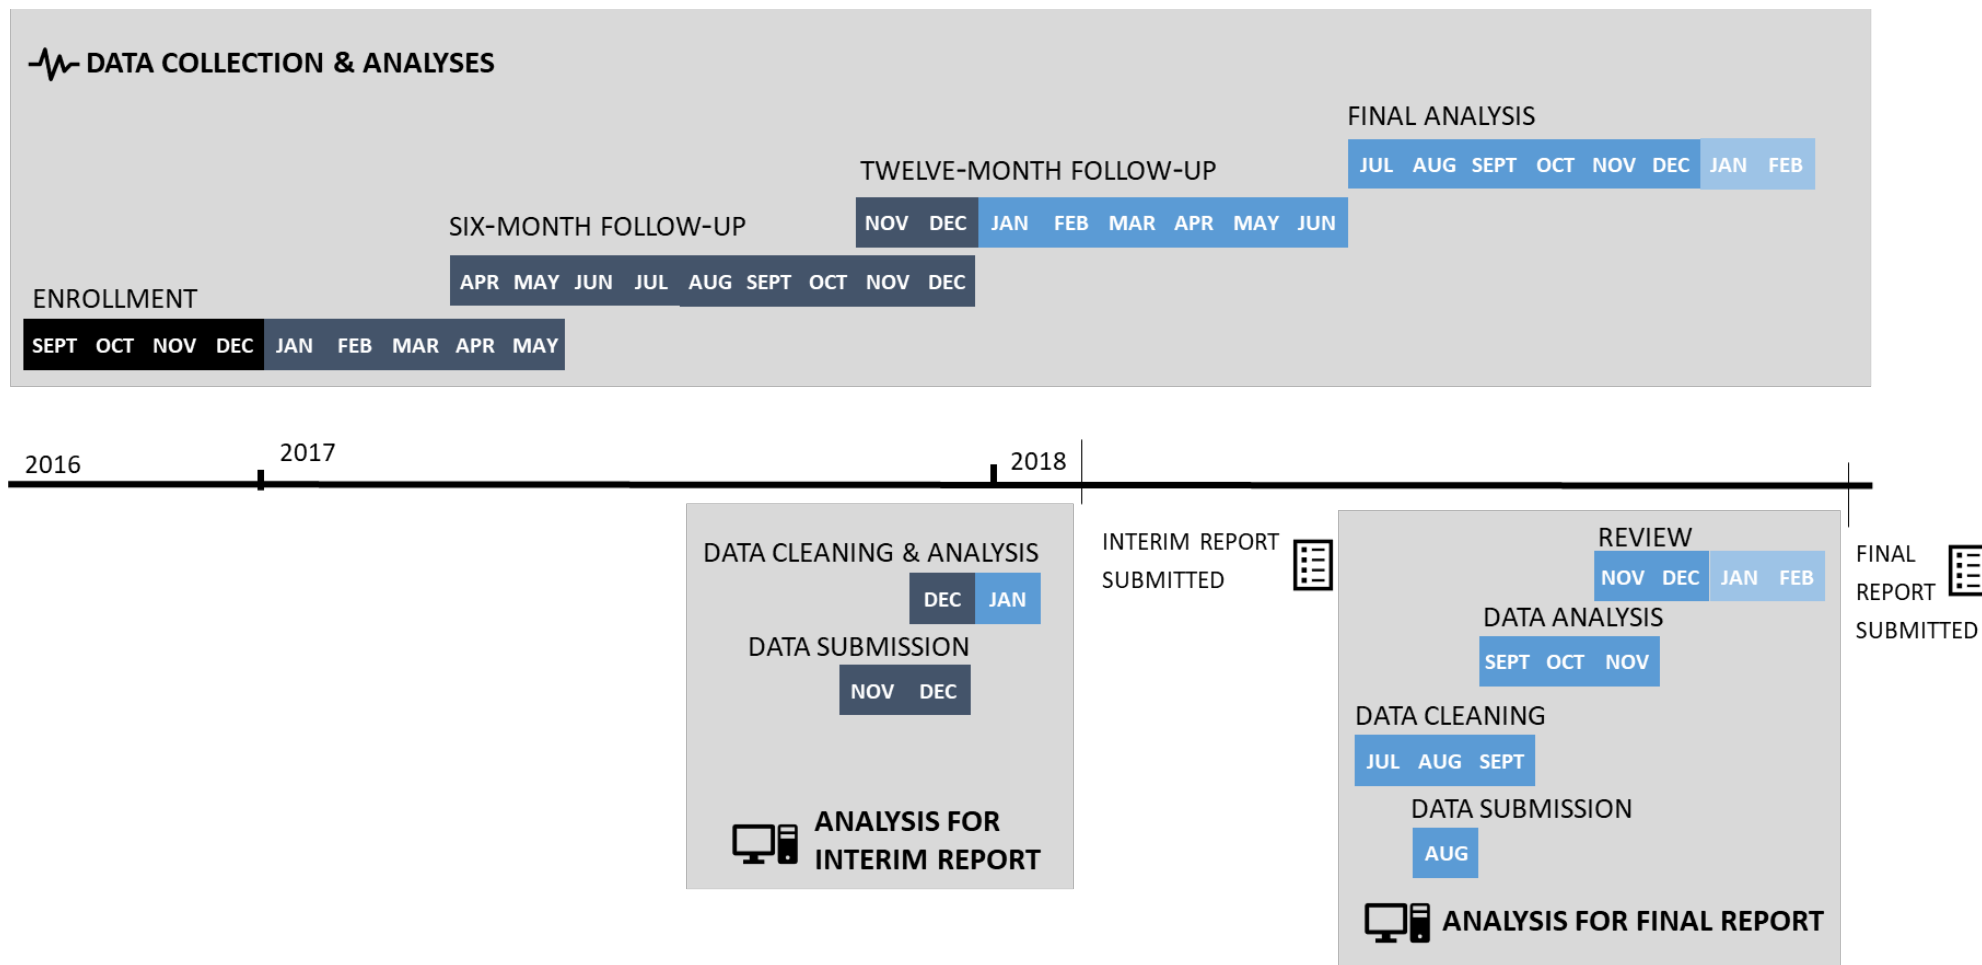 DATA COLLECTION & ANALYSES
FINAL ANALYSIS
JUL AUG SEPT OCT NOV DEC JAN FEB
TWELVE-MONTH FOLLOW-UP
NOV DEC JAN FEB MAR APR MAY JUN
SIX-MONTH FOLLOW-UP
APR MAY JUN JUL AUG SEPT OCT NOV DEC
ENROLLMENT
SEPT OCT NOV DEC JAN FEB MAR APR MAY
2016
2017
2018
DATA CLEANING & ANALYSIS
DEC JAN
DATA SUBMISSION
NOV DEC
ANALYSIS FOR
INTERIM REPORT
INTERIM REPORT
SUBMITTED
REVIEW
NOV DEC JAN FEB
DATA ANALYSIS
SEPT OCT NOV
DATA CLEANING
JUL AUG SEPT
DATA SUBMISSION
AUG
ANALYSIS FOR FINAL REPORT
FINAL
REPORT
SUBMITTED